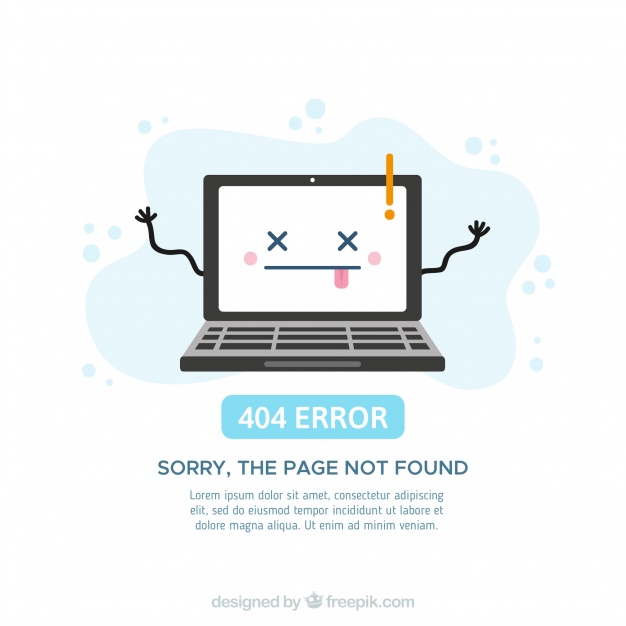 404 ERROR
SORRY, THE PAGE NOT FOUND
Lorem ipsum dolor sit amet, consectetur adipiscing
elit, sed do eiusmod tempor incididunt ut labore et
dolore magna aliqua. Ut enim ad minim veniam.
designed by freepik.com